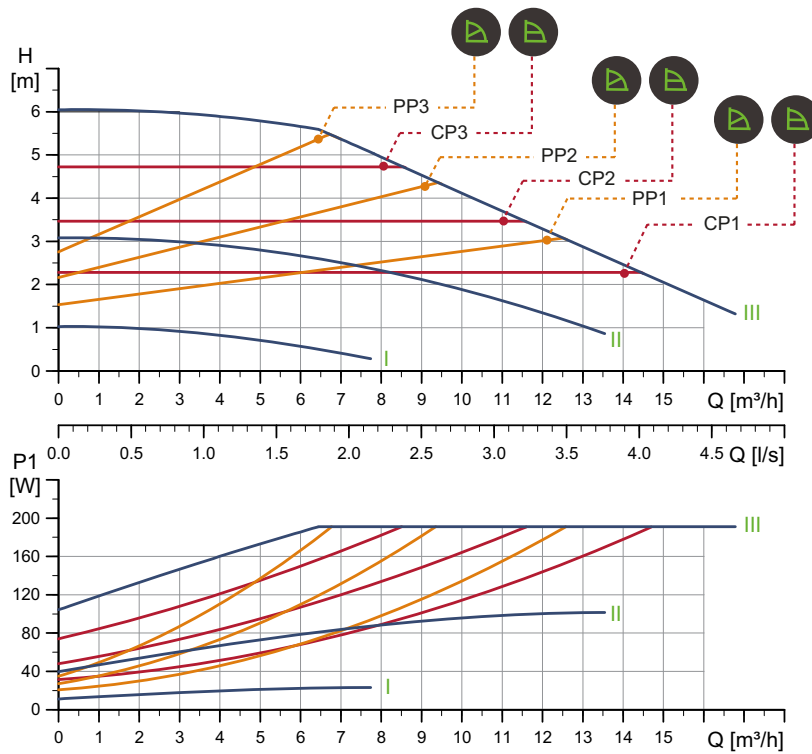 H
[m]
6
5
4
3
2
1
0
PP3
CP3
PP2
CP2
PP1
CP1
III
II
I
0 1 2 3 4 5 6 7 8 9 10 11 12 13 14 15 Q [m³/h]
0.0 0.5 1.0 1.5 2.0 2.5 3.0 3.5 4.0 4.5 Q [l/s]
P1
[W]
200
160
120
80
40
0
III
II
I
0 1 2 3 4 5 6 7 8 9 10 11 12 13 14 15 Q [m³/h]